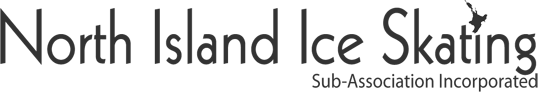 North Island Ice Skating
Sub-Association Incorporated